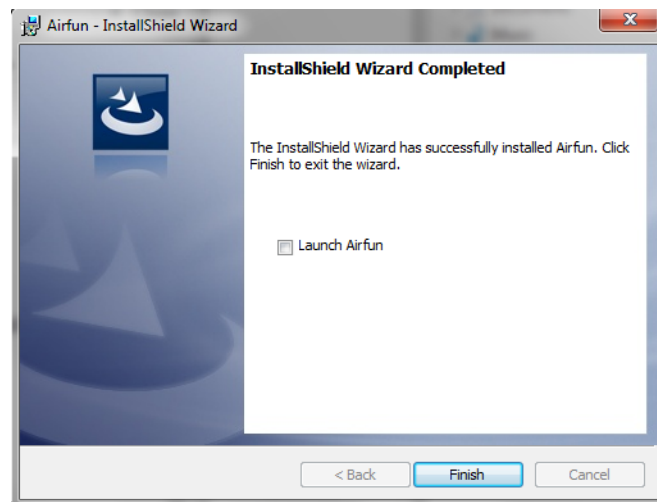 Airfun - InstallShield Wizard
InstallShield Wizard Completed
The InstallShield Wizard has successfully installed Airfun. Click
Finish to exit the wizard.
Launch Airfun
< Back
Finish
Cancel